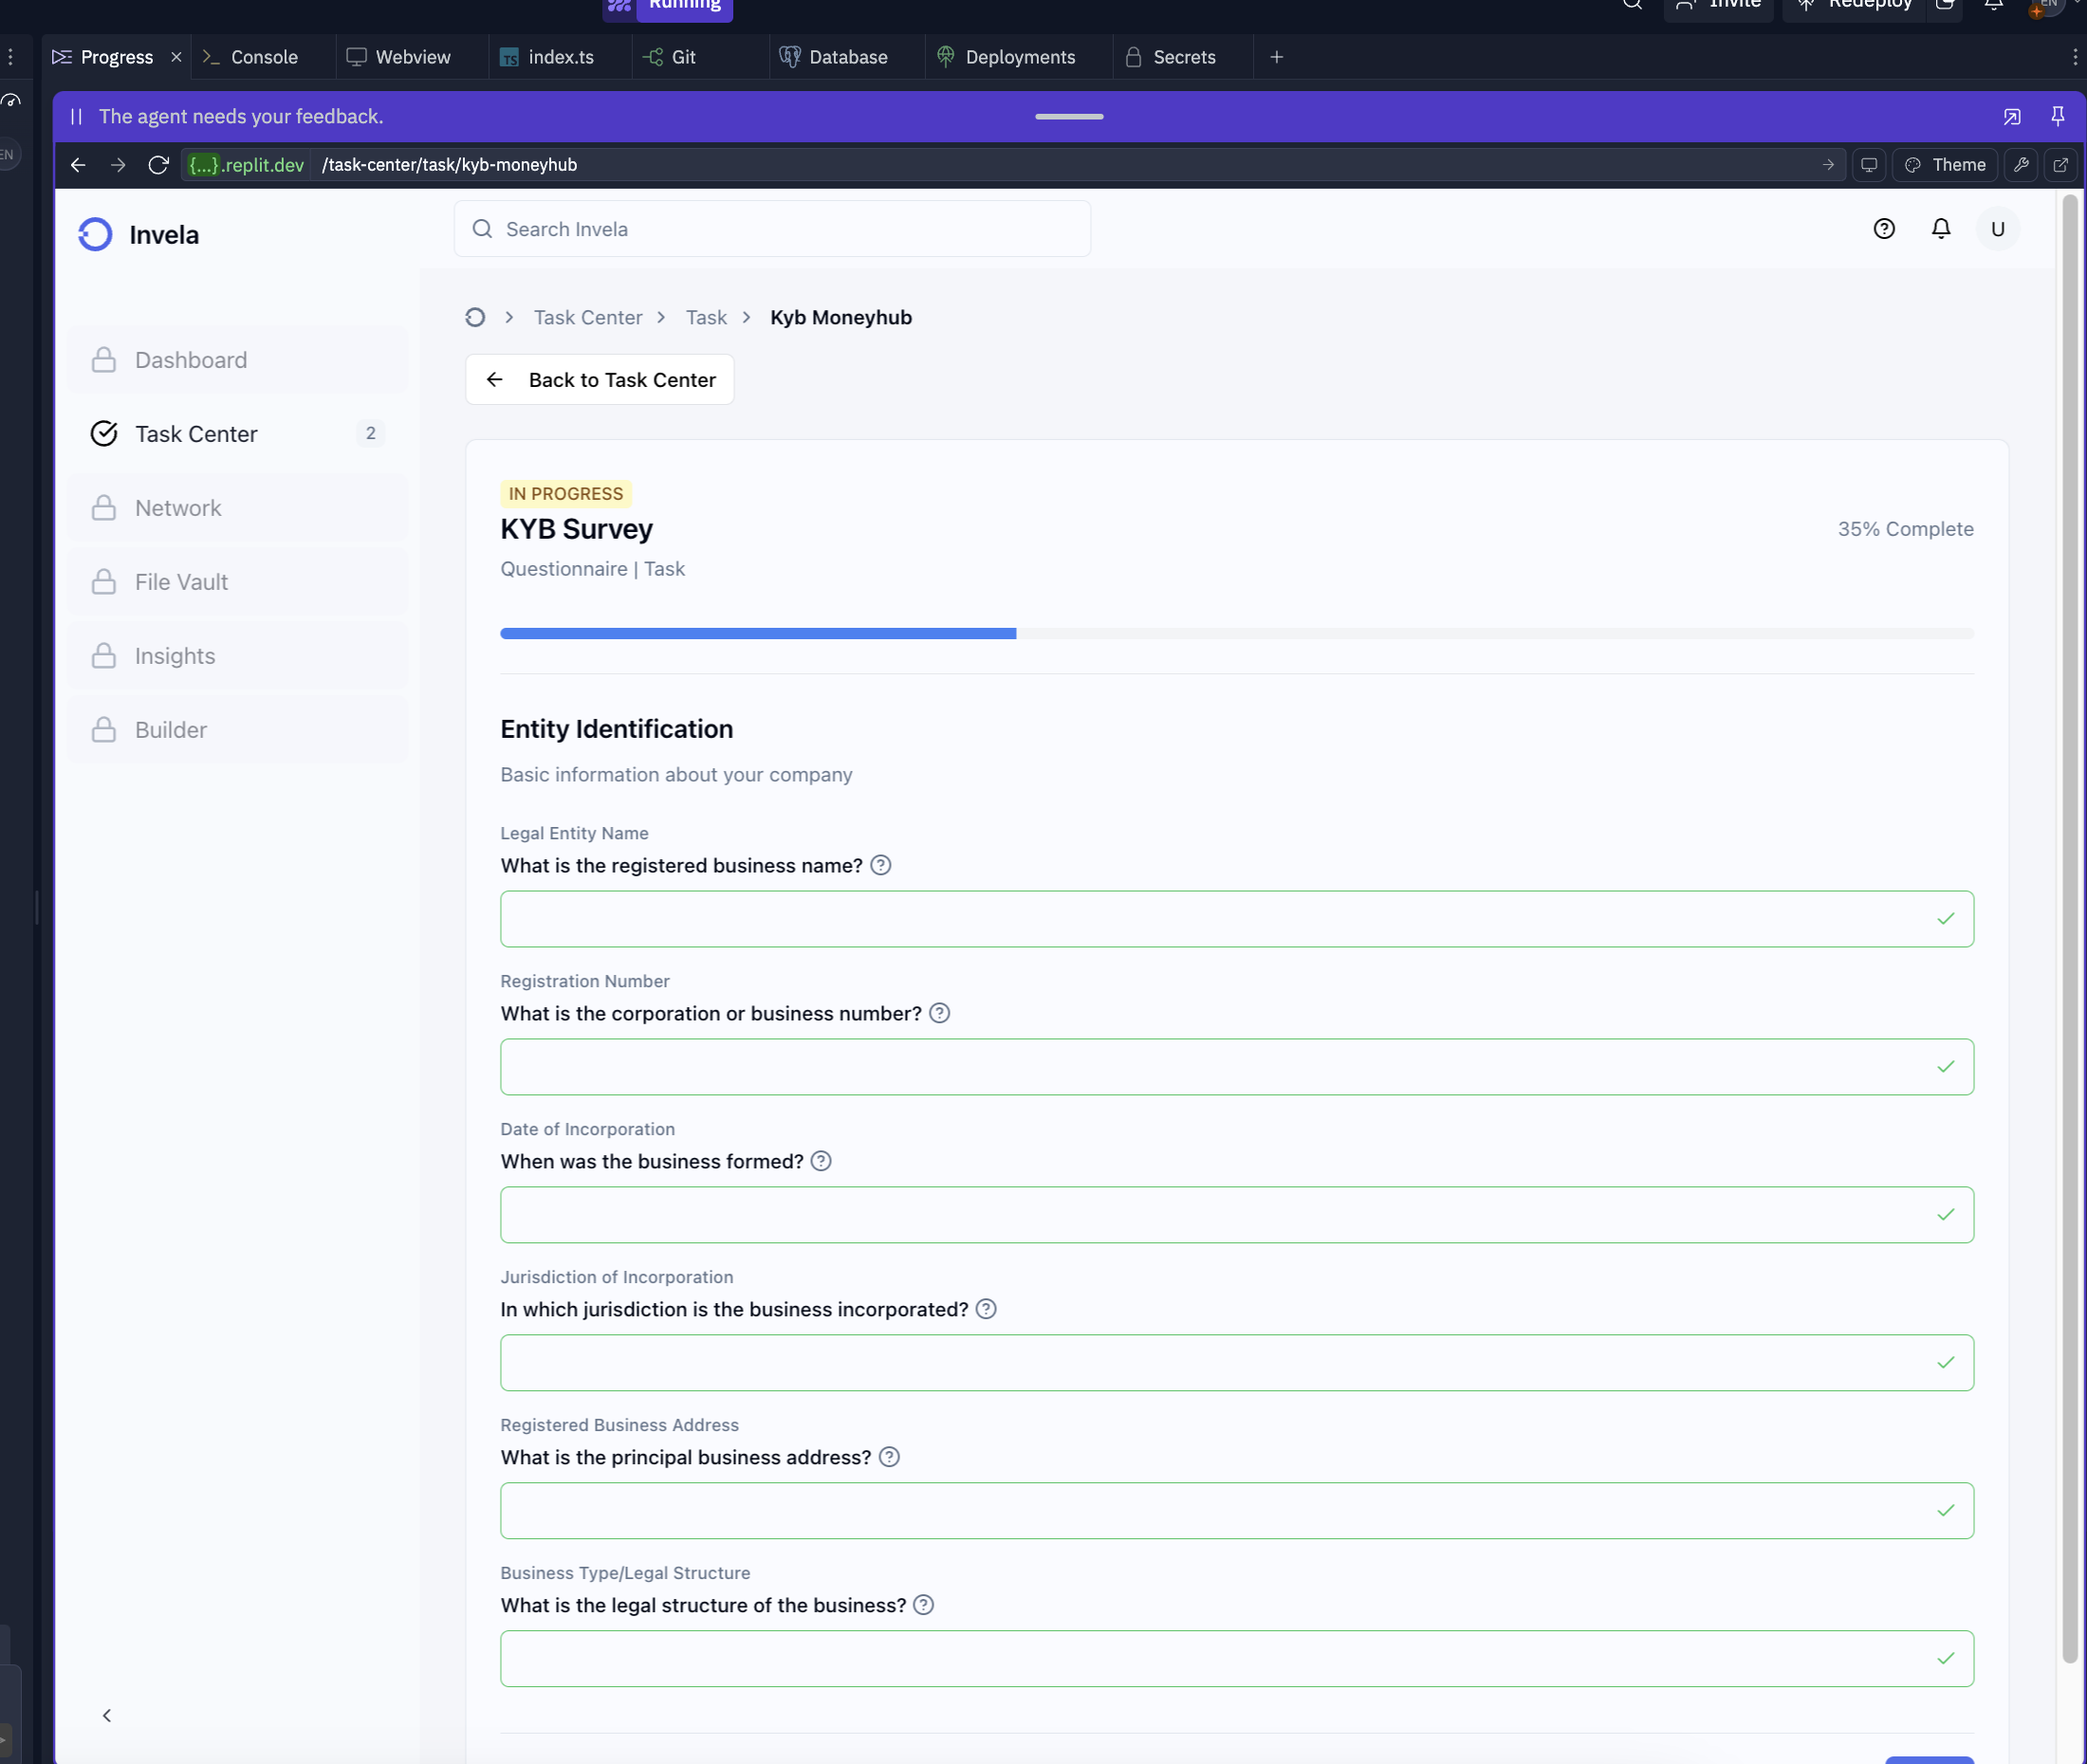 Running
Invite
Redeploy
EN
Progress
Console
Webview
index.ts
Git
Database
Deployments
Secrets
The agent needs your feedback.
EN
{...}.replit.dev
/task-center/task/kyb-moneyhub
Theme
Invela
Search Invela
U
Task Center
Task
Kyb Moneyhub
Back to Task Center
Dashboard
Task Center
2
Network
File Vault
Insights
Builder
IN PROGRESS
KYB Survey
35% Complete
Questionnaire | Task
Entity Identification
Basic information about your company
Legal Entity Name
What is the registered business name?
Registration Number
What is the corporation or business number?
Date of Incorporation
When was the business formed?
Jurisdiction of Incorporation
In which jurisdiction is the business incorporated?
Registered Business Address
What is the principal business address?
Business Type/Legal Structure
What is the legal structure of the business?